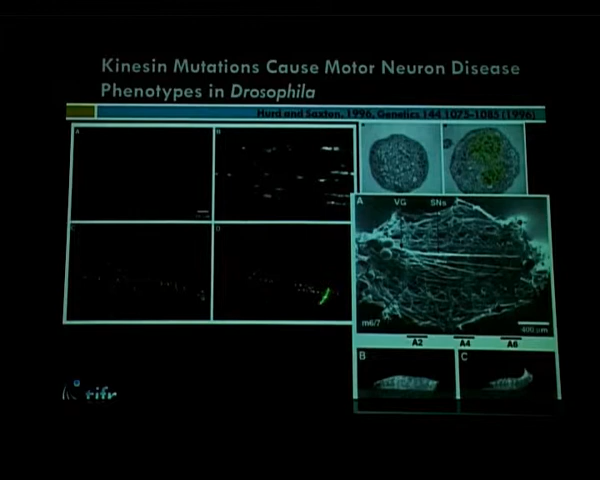 Kinesin Mutations Cause Motor Neuron Disease
Phenotypes in Drosophila
Hurd and Saxton, 1996, Genetics 144 1075-1085 (1996)
A
B
C
D
A
VG
SNs
m6/7
400 µm
A2
A4
A6
B
C
tifr